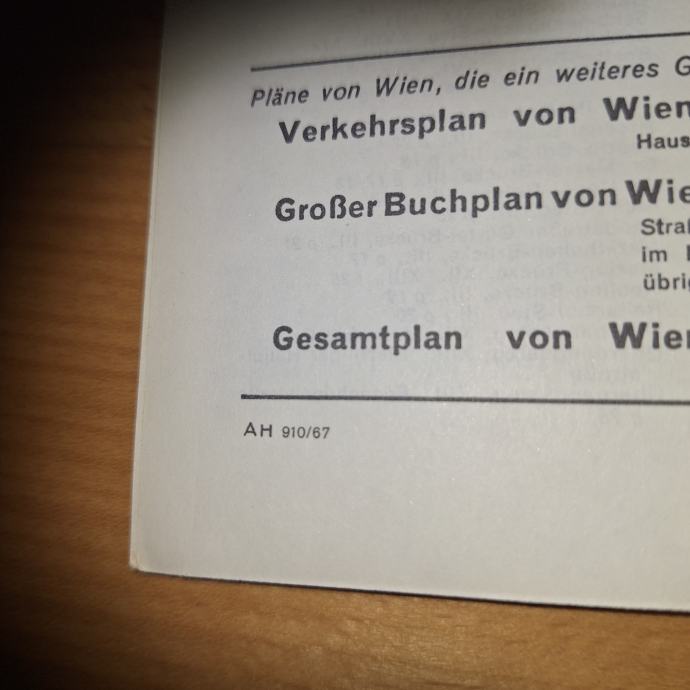 Pläne von Wien, die ein weiteres
Verkehrsplan von Wien
Haus
Großer Buchplan von Wie
Stra
im
übrig
Gesamtplan von Wien
AH 910/67